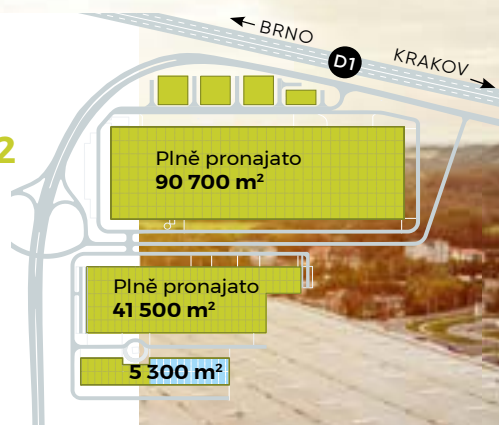 BRNO
D1
KRAKOV
2
Plně pronajato
90 700 m²
Plně pronajato
41 500 m²
5 300 m²